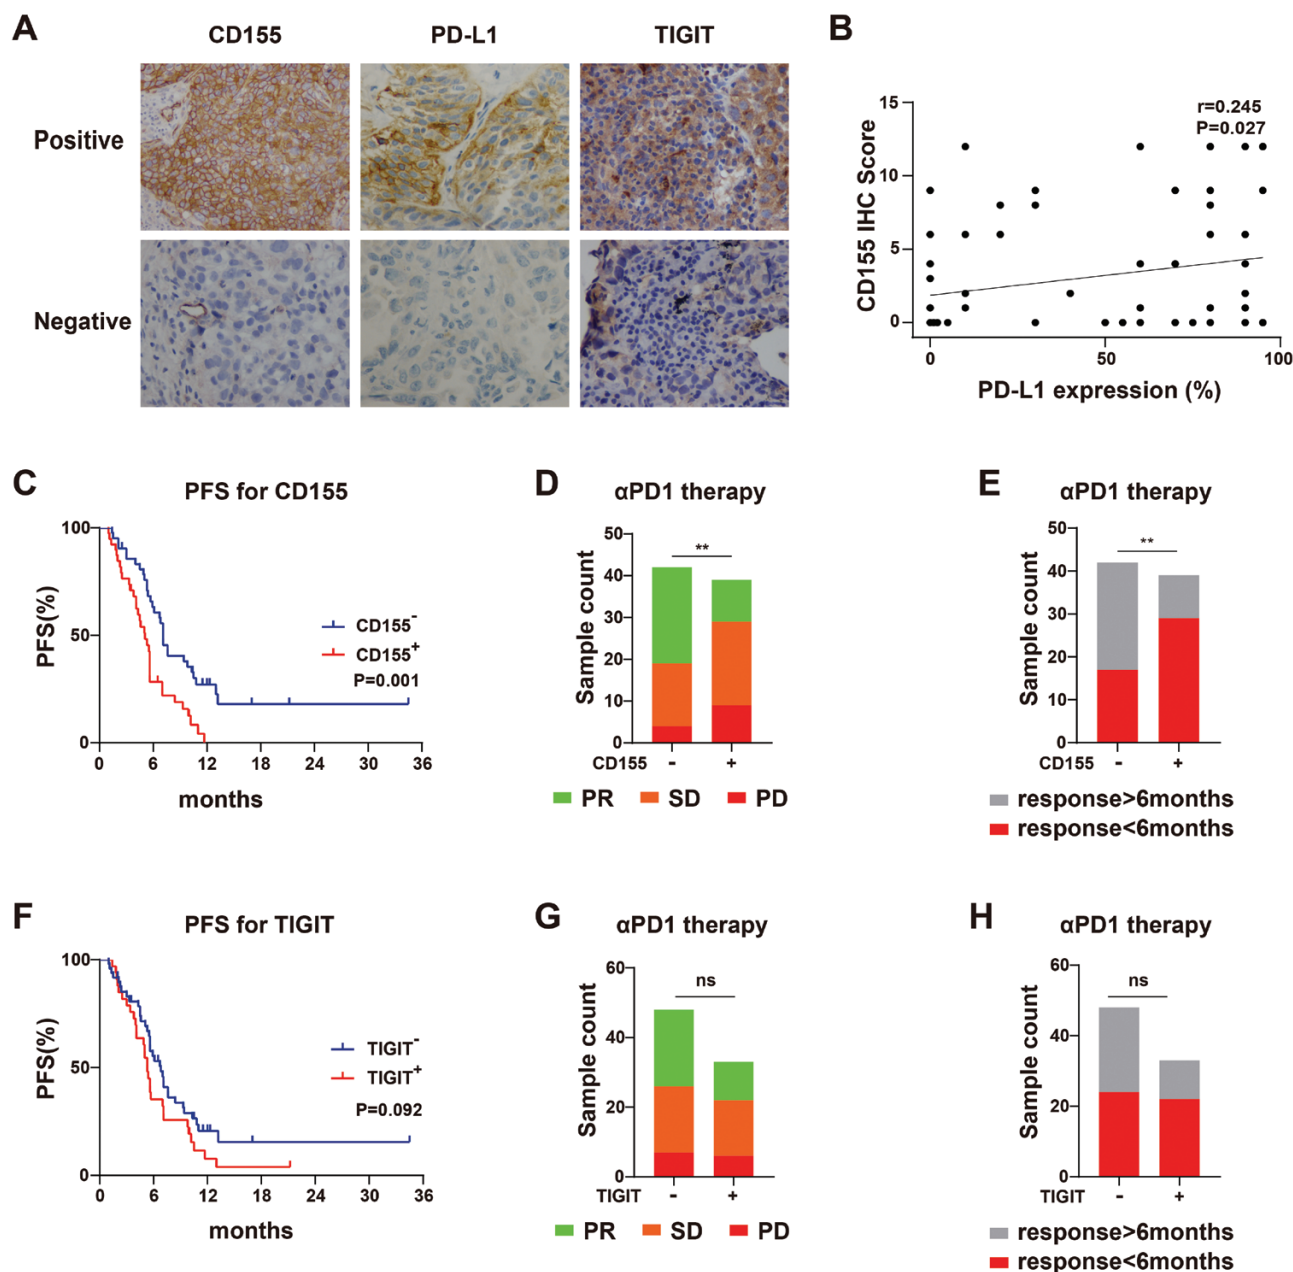 A
CD155
PD-L1
TIGIT
Positive
Negative
B
r=0.245
P=0.027
15
10
5
0
CD155 IHC Score
0
50
100
PD-L1 expression (%)
C
PFS for CD155
100
50
0
PFS(%)
CD155-
CD155+
P=0.001
0 6 12 18 24 30 36
months
D
αPD1 therapy
50
40
30
20
10
0
Sample count
**
CD155 - +
PR SD PD
E
αPD1 therapy
50
40
30
20
10
0
Sample count
**
CD155 - +
response>6months
response<6months
F
PFS for TIGIT
100
50
0
PFS(%)
TIGIT-
TIGIT+
P=0.092
0 6 12 18 24 30 36
months
G
αPD1 therapy
60
40
20
0
Sample count
ns
TIGIT - +
PR SD PD
H
αPD1 therapy
60
40
20
0
Sample count
ns
TIGIT - +
response>6months
response<6months